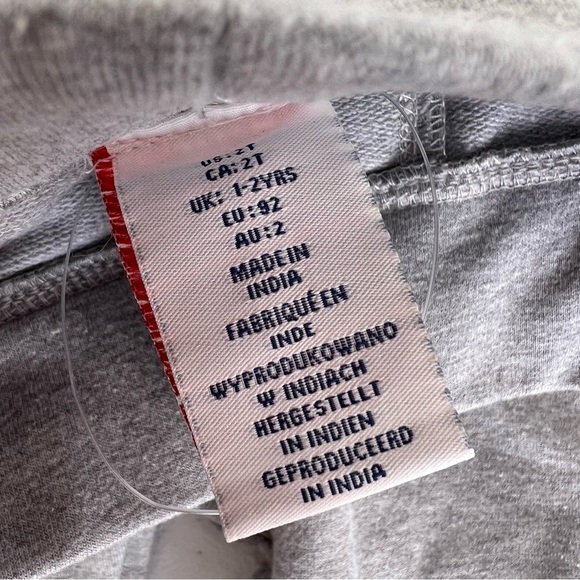 US: 2T
CA: 2T
UK: 1-2YRS
EU: 92
AU: 2
MADE IN
INDIA
FABRIQUÉ EN
INDE
WYPRODUKOWANO
W INDIACH
HERGESTELLT
IN INDIEN
GEPRODUCEERD
IN INDIA